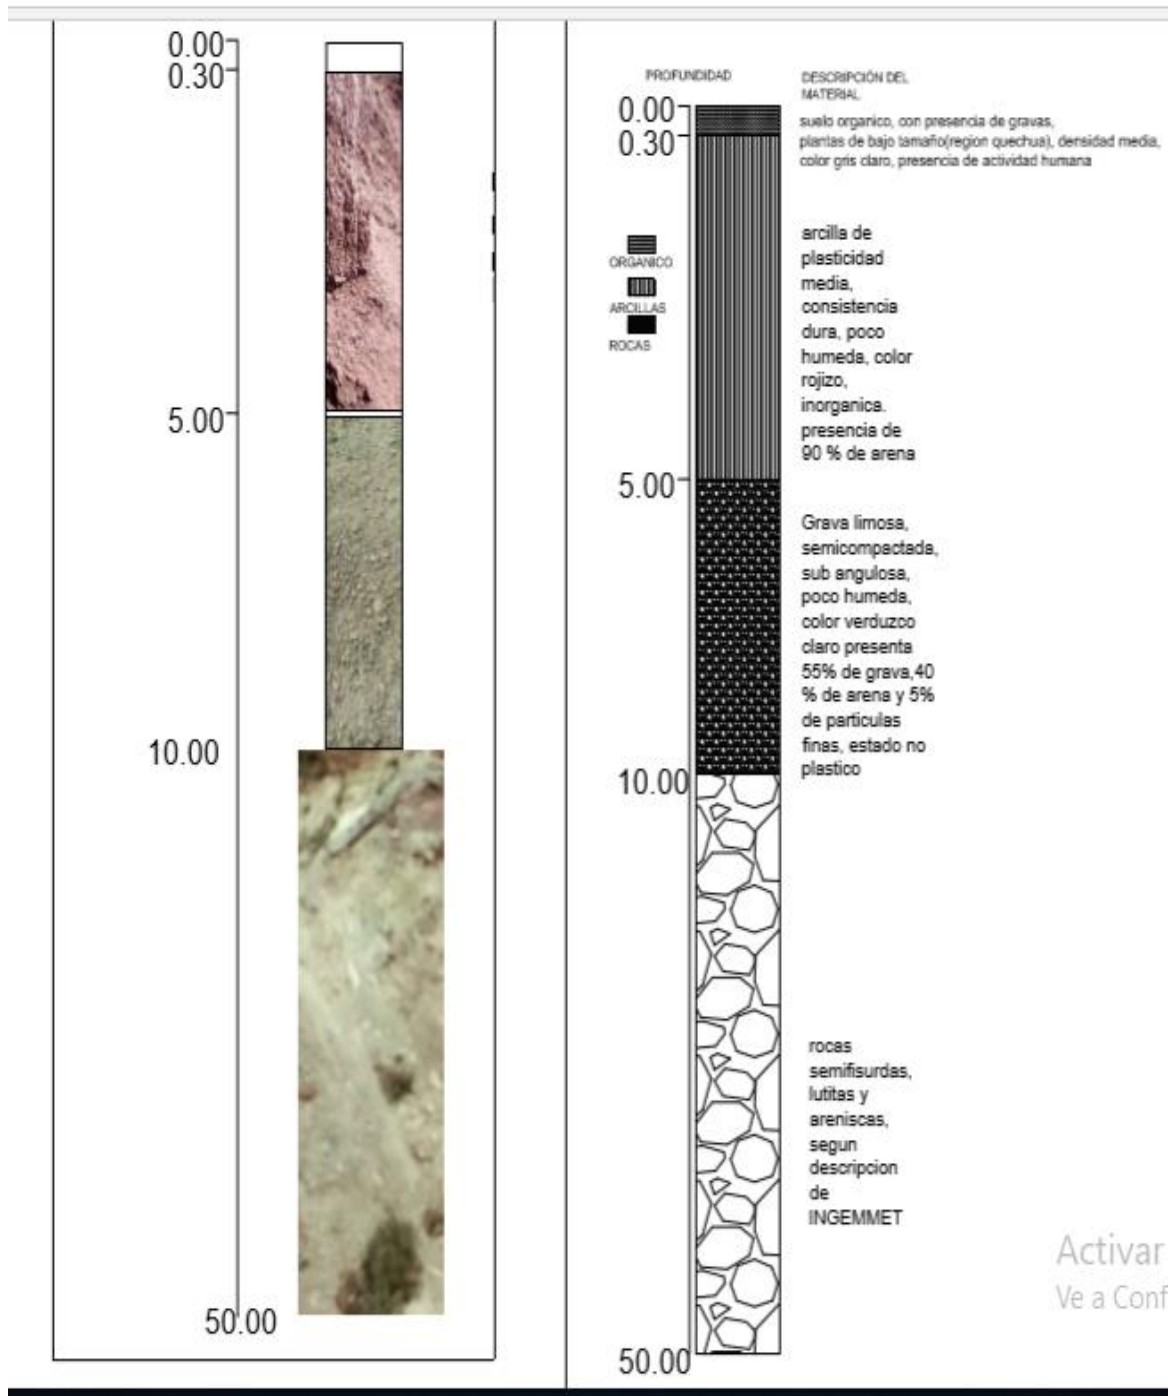 0.00
0.30
5.00
10.00
50.00
PROFUNDIDAD
DESCRIPCIÓN DEL
MATERIAL
0.00
0.30
5.00
10.00
50.00
suelo organico, con presencia de gravas,
plantas de bajo tamaño(region quechua), densidad media,
color gris claro, presencia de actividad humana
ORGANICO
ARCILLAS
ROCAS
arcilla de
plasticidad
media,
consistencia
dura, poco
humeda, color
rojizo,
inorganica.
presencia de
90 % de arena
Grava limosa,
semicompactada,
sub angulosa,
poco humeda,
color verduzco
claro presenta
55% de grava,40
% de arena y 5%
de particulas
finas, estado no
plastico
rocas
semifisurdas,
lutitas y
areniscas,
segun
descripcion
de
INGEMMET
Activar
Ve a Conf